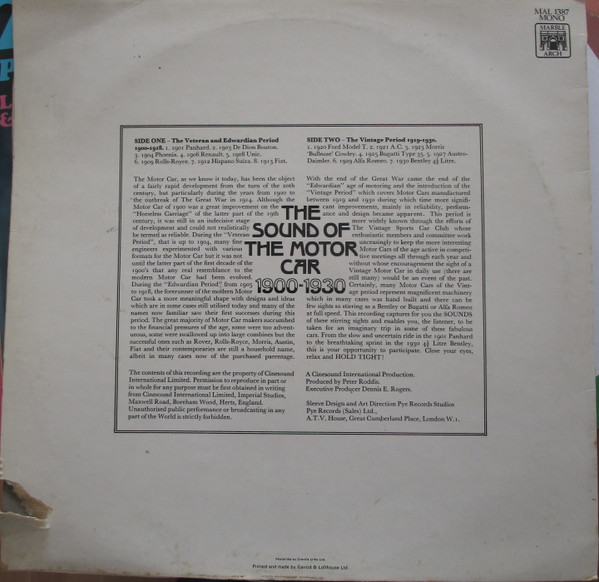 MAL 1387
MONO
MARBLE
ARCH
SIDE ONE – The Veteran and Edwardian Period
1900-1918. 1. 1901 Panhard. 2. 1903 De Dion Bouton.
3. 1904 Phoenix. 4. 1906 Renault. 5. 1908 Unic.
6. 1909 Rolls-Royce. 7. 1912 Hispano Suiza. 8. 1913 Fiat.
The Motor Car, as we know it today, has been the object
of a fairly rapid development from the turn of the 20th
century, but particularly during the years from 1900 to
the outbreak of The Great War in 1914. Although the
Motor Car of 1900 was a great improvement on the
"Horseless Carriage" of the latter part of the 19th
century, it was still in an indecisive stage
of development and could not realistically
be termed as reliable. During the "Veteran
Period", that is up to 1904, many
engineers experimented with various
formats for the Motor Car but it was not
until the latter part of the first decade of the
1900's that any real resemblance to the
modern Motor Car had been evolved.
During the "Edwardian Period" from 1905
to 1918, the forerunner of the modern Motor
Car took a more meaningful shape with designs and ideas
which are in some cases still utilised today and many of the
names now familiar saw their first success during this
period. The great majority of Motor Car makers succumbed
to the financial pressures of the age, some were too advent-
urous, some were swallowed up into large combines but the
successful ones such as Rover, Rolls-Royce, Morris, Austin,
Fiat and their contemporaries are still a household name,
albeit in many cases now of the purchased parentage.
The contents of this recording are the property of Cinesound
International Limited. Permission to reproduce in part or
in whole for any purpose must be first obtained in writing
from Cinesound International Limited, Imperial Studies,
Maxwell Road, Boreham Wood, Herts, England.
Unauthorised public performance or broadcasting in any
part of the World is strictly forbidden.
THE
SOUND OF
THE MOTOR
CAR
1900-1930
SIDE TWO – The Vintage Period 1919-1930.
1. 1920 Ford Model T. 2. 1921 A.C. 3. 1923 Morris
'Bullnose' Cowley. 4. 1925 Bugatti Type 35. 5. 1927 Austro-
Daimler. 6. 1929 Alfa Romeo. 7. 1930 Bentley 4½ Litre.
With the end of the Great War came the end of the
"Edwardian" age of motoring and the introduction of the
"Vintage Period" which covers Motor Cars manufactured
between 1919 and 1930 during which time more signifi-
cant improvements, mainly in reliability, perform-
ance and design became apparent. This period is
more widely known through the efforts of
The Vintage Sports Car Club whose
enthusiastic members and committee work
unceasingly to keep the more interesting
Motor Cars of the age active in competi-
tive meetings all through each year and
without whose encouragement the sight of a
Vintage Motor Car in daily use (there are
still many) would be an event of the past.
Certainly, many Motor Cars of the Vint-
age period represent magnificent machinery
which in many cases was hand built and there can be
few sights as stirring as a Bentley or Bugatti or Alfa Romeo
at full speed. This recording captures for you the SOUNDS
of these stirring sights and enables you, the listener, to be
taken for an imaginary trip in some of these fabulous
cars. From the slow and uncertain ride in the 1901 Panhard
to the breathtaking sprint in the 1930 4½ Litre Bentley,
this is your opportunity to participate. Close your eyes,
relax and HOLD TIGHT!
A Cinesound International Production.
Produced by Peter Roddis.
Executive Producer Dennis E. Rogers.
Sleeve Design and Art Direction Pye Records Studios
Pye Records (Sales) Ltd.,
A.T.V. House, Great Cumberland Place, London W.1.
Printed and made by Garrod & Lofthouse Ltd.